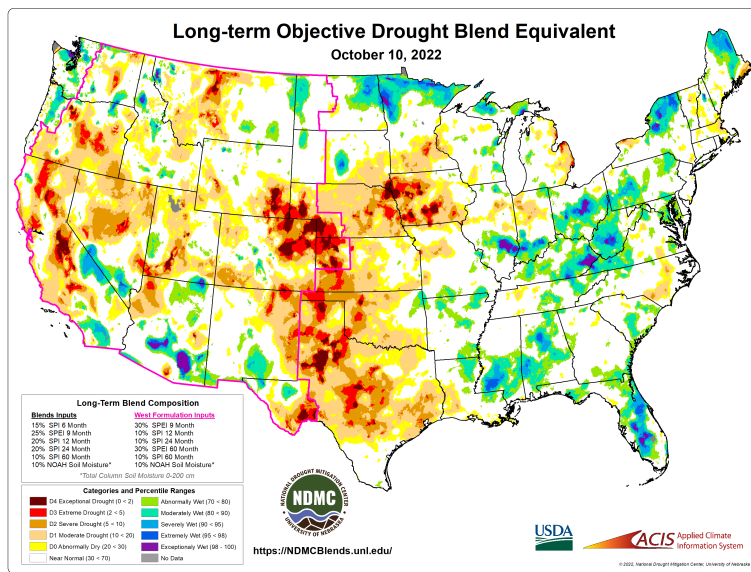 Long-term Objective Drought Blend Equivalent
October 10, 2022
Long-Term Blend Composition
Blends Inputs
15% SPI 6 Month
25% SPEI 9 Month
20% SPI 12 Month
20% SPI 24 Month
10% SPI 60 Month
10% NOAH Soil Moisture*
West Formulation Inputs
30% SPEI 9 Month
10% SPI 12 Month
10% SPI 24 Month
30% SPEI 60 Month
10% SPI 60 Month
10% NOAH Soil Moisture*
*Total Column Soil Moisture 0-200 cm
Categories and Percentile Ranges
D4 Exceptional Drought (0 < 2)
D3 Extreme Drought (2 < 5)
D2 Severe Drought (5 < 10)
D1 Moderate Drought (10 < 20)
D0 Abnormally Dry (20 < 30)
Near Normal (30 < 70)
Abnormally Wet (70 < 80)
Moderately Wet (80 < 90)
Severely Wet (90 < 95)
Extremely Wet (95 < 98)
Exceptionaly Wet (98 - 100)
No Data
NATIONAL DROUGHT MITIGATION CENTER
NDMC
UNIVERSITY OF NEBRASKA
https://NDMCBlends.unl.edu/
USDA
ACIS Applied Climate
Information System
© 2022, National Drought Mitigation Center, University of Nebraska